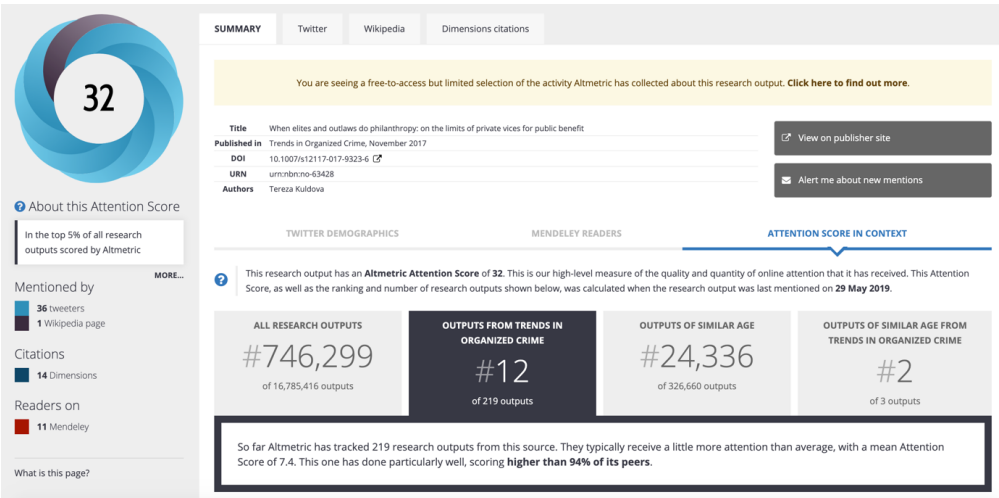 32
About this Attention Score
In the top 5% of all research
outputs scored by Altmetric
MORE...
Mentioned by
36 tweeters
1 Wikipedia page
Citations
14 Dimensions
Readers on
11 Mendeley
What is this page?
SUMMARY
Twitter
Wikipedia
Dimensions citations
You are seeing a free-to-access but limited selection of the activity Altmetric has collected about this research output. Click here to find out more.
Title When elites and outlaws do philanthropy: on the limits of private vices for public benefit
Published in Trends in Organized Crime, November 2017
DOI 10.1007/s12117-017-9323-6
URN urn:nbn:no-63428
Authors Tereza Kuldova
View on publisher site
Alert me about new mentions
TWITTER DEMOGRAPHICS
MENDELEY READERS
ATTENTION SCORE IN CONTEXT
This research output has an Altmetric Attention Score of 32. This is our high-level measure of the quality and quantity of online attention that it has received. This Attention
Score, as well as the ranking and number of research outputs shown below, was calculated when the research output was last mentioned on 29 May 2019.
ALL RESEARCH OUTPUTS
#746,299
of 16,785,416 outputs
OUTPUTS FROM TRENDS IN
ORGANIZED CRIME
#12
of 219 outputs
OUTPUTS OF SIMILAR AGE
#24,336
of 326,660 outputs
OUTPUTS OF SIMILAR AGE FROM
TRENDS IN ORGANIZED CRIME
#2
of 3 outputs
So far Altmetric has tracked 219 research outputs from this source. They typically receive a little more attention than average, with a mean Attention
Score of 7.4. This one has done particularly well, scoring higher than 94% of its peers.